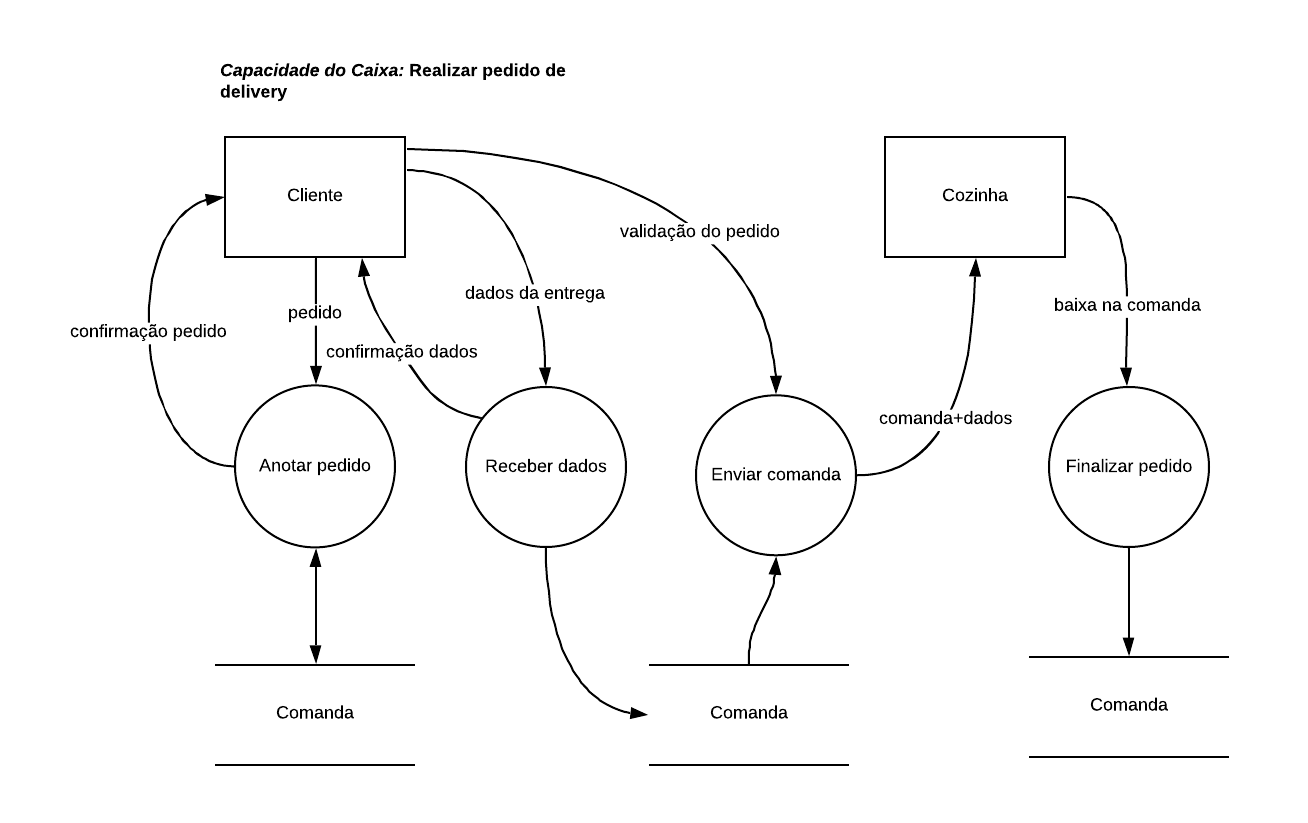 Capacidade do Caixa: Realizar pedido de
delivery
Cliente
Cozinha
validação do pedido
dados da entrega
baixa na comanda
pedido
confirmação pedido
confirmação dados
comanda+dados
Anotar pedido
Receber dados
Enviar comanda
Finalizar pedido
Comanda
Comanda
Comanda